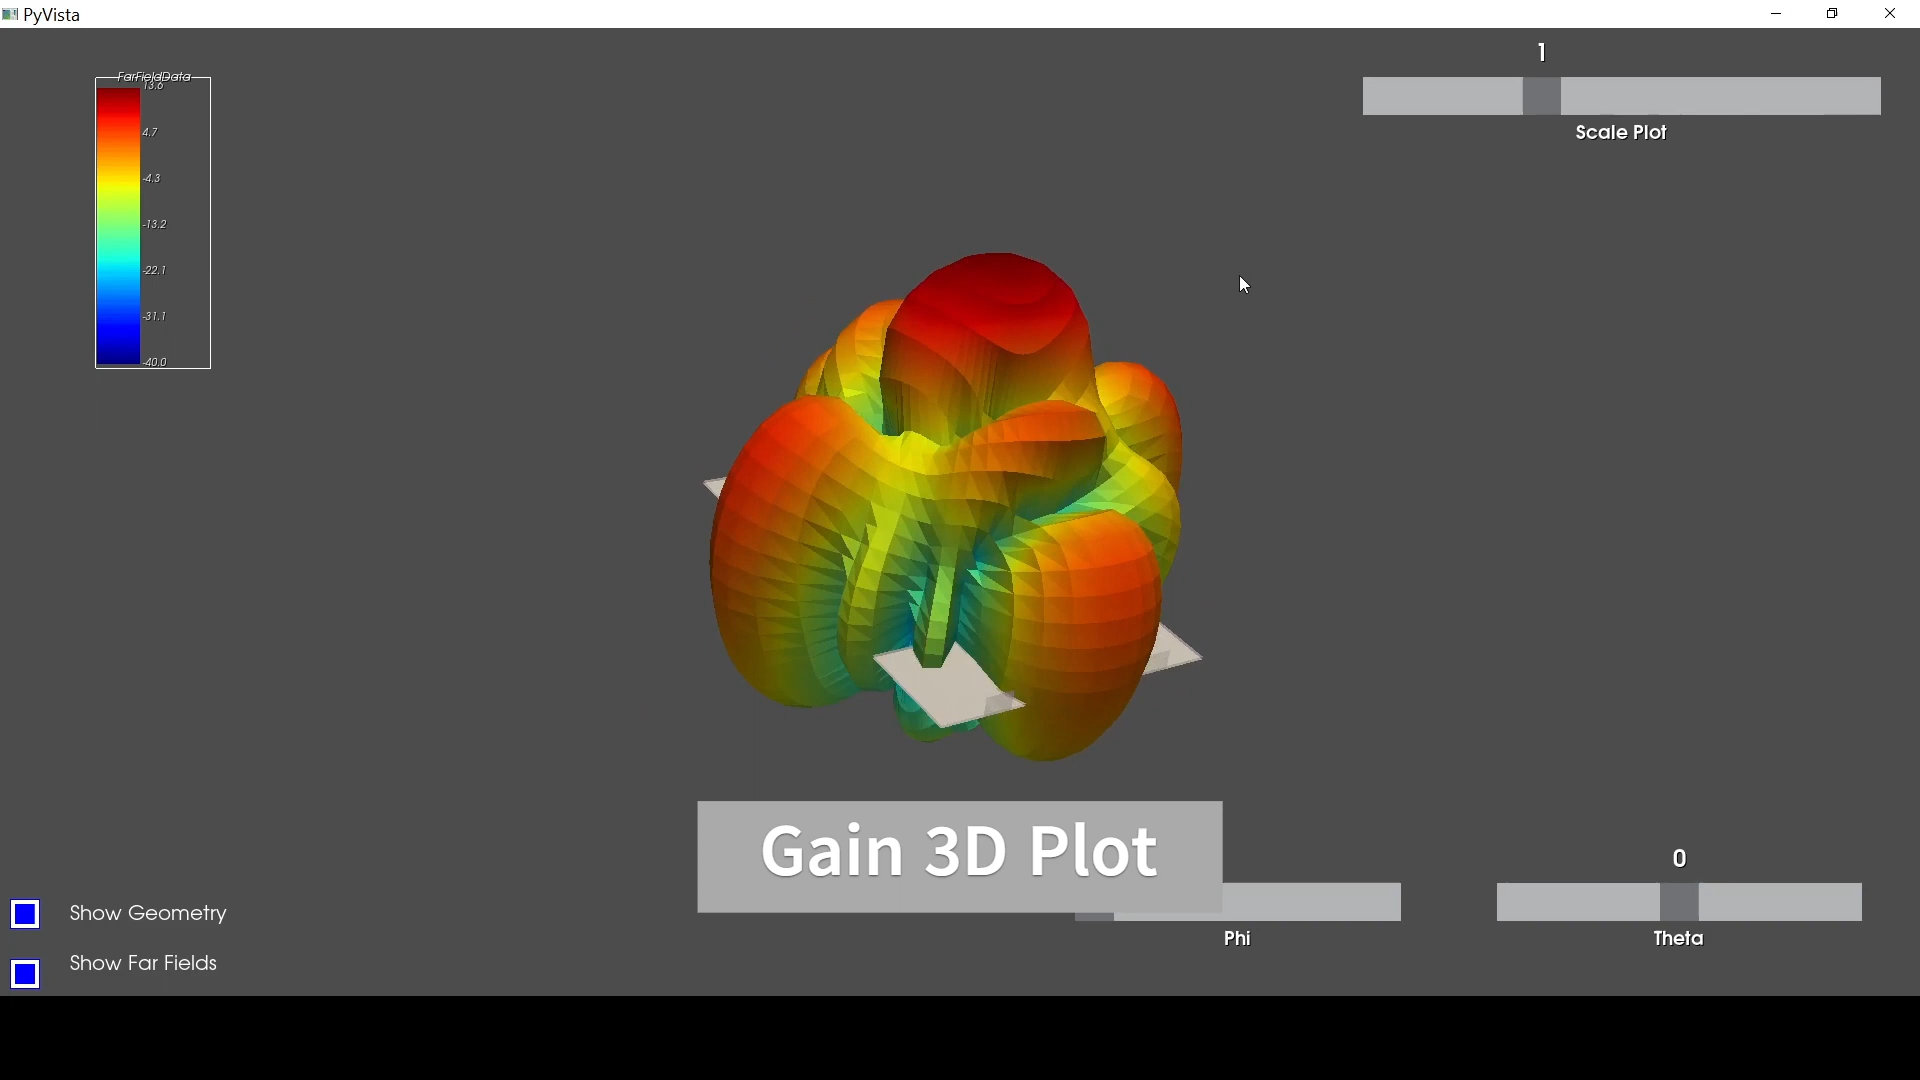 PyVista
1
FarFieldData
13.6
4.7
-4.3
-13.2
-22.1
-31.1
-40.0
Scale Plot
Gain 3D Plot
0
Phi
Theta
Show Geometry
Show Far Fields